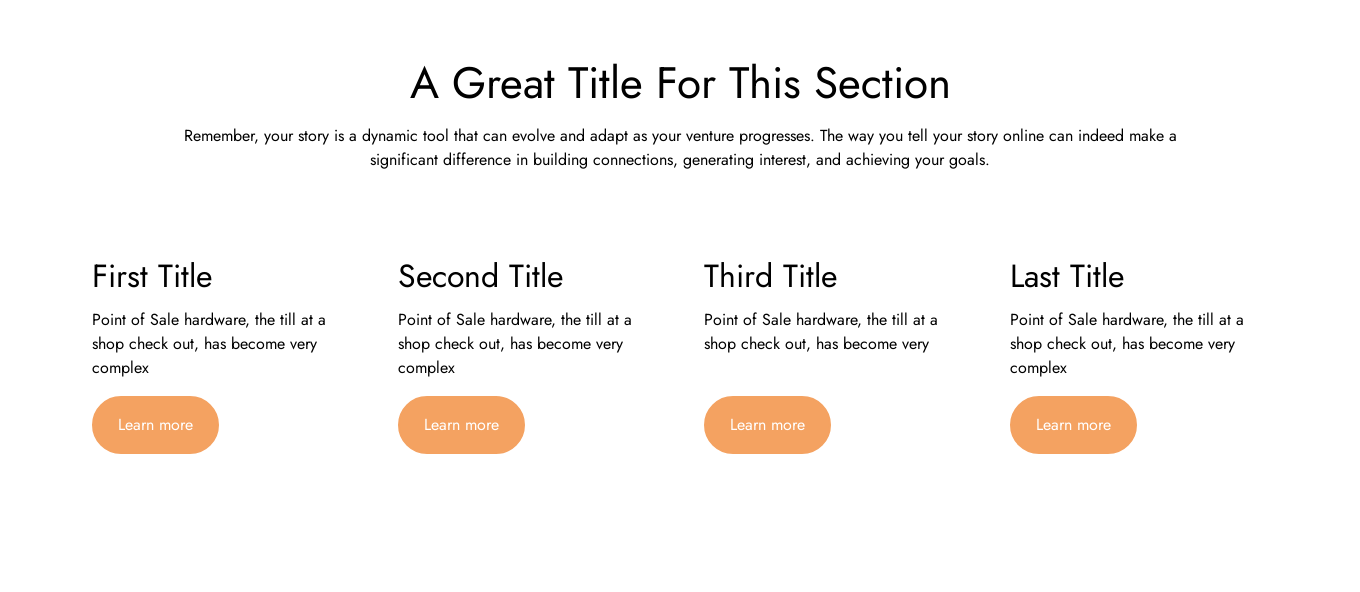 A Great Title For This Section
Remember, your story is a dynamic tool that can evolve and adapt as your venture progresses. The way you tell your story online can indeed make a
significant difference in building connections, generating interest, and achieving your goals.
First Title
Point of Sale hardware, the till at a
shop check out, has become very
complex
Learn more
Second Title
Point of Sale hardware, the till at a
shop check out, has become very
complex
Learn more
Third Title
Point of Sale hardware, the till at a
shop check out, has become very
Learn more
Last Title
Point of Sale hardware, the till at a
shop check out, has become very
complex
Learn more